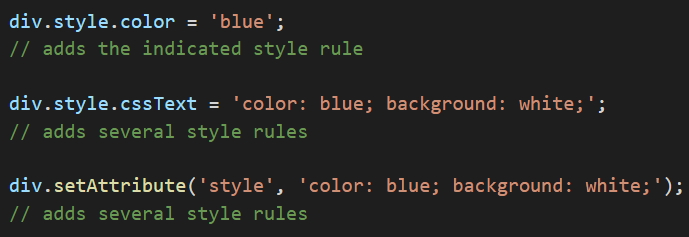 div.style.color = 'blue';
// adds the indicated style rule
div.style.cssText = 'color: blue; background: white;';
// adds several style rules
div.setAttribute('style', 'color: blue; background: white;');
// adds several style rules